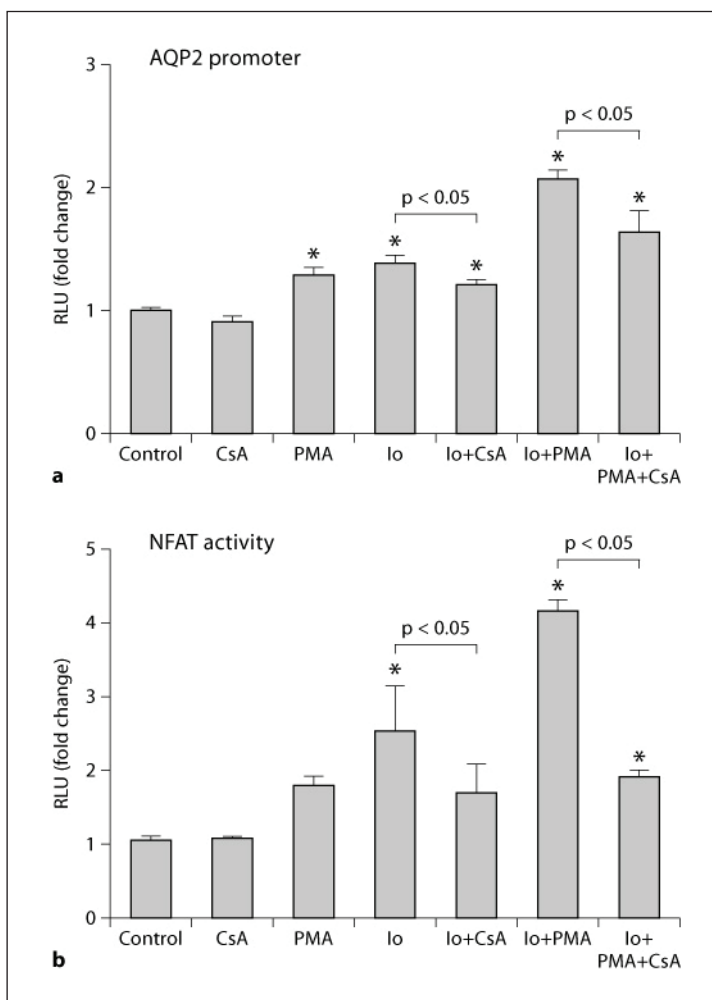 AQP2 promoter
3
2
1
0
RLU (fold change)
*
*
p < 0.05
*
*
p < 0.05
*
Control CsA PMA Io Io+CsA Io+PMA Io+
PMA+CsA
a
NFAT activity
5
4
3
2
1
0
RLU (fold change)
*
p < 0.05
*
p < 0.05
*
Control CsA PMA Io Io+CsA Io+PMA Io+
PMA+CsA
b